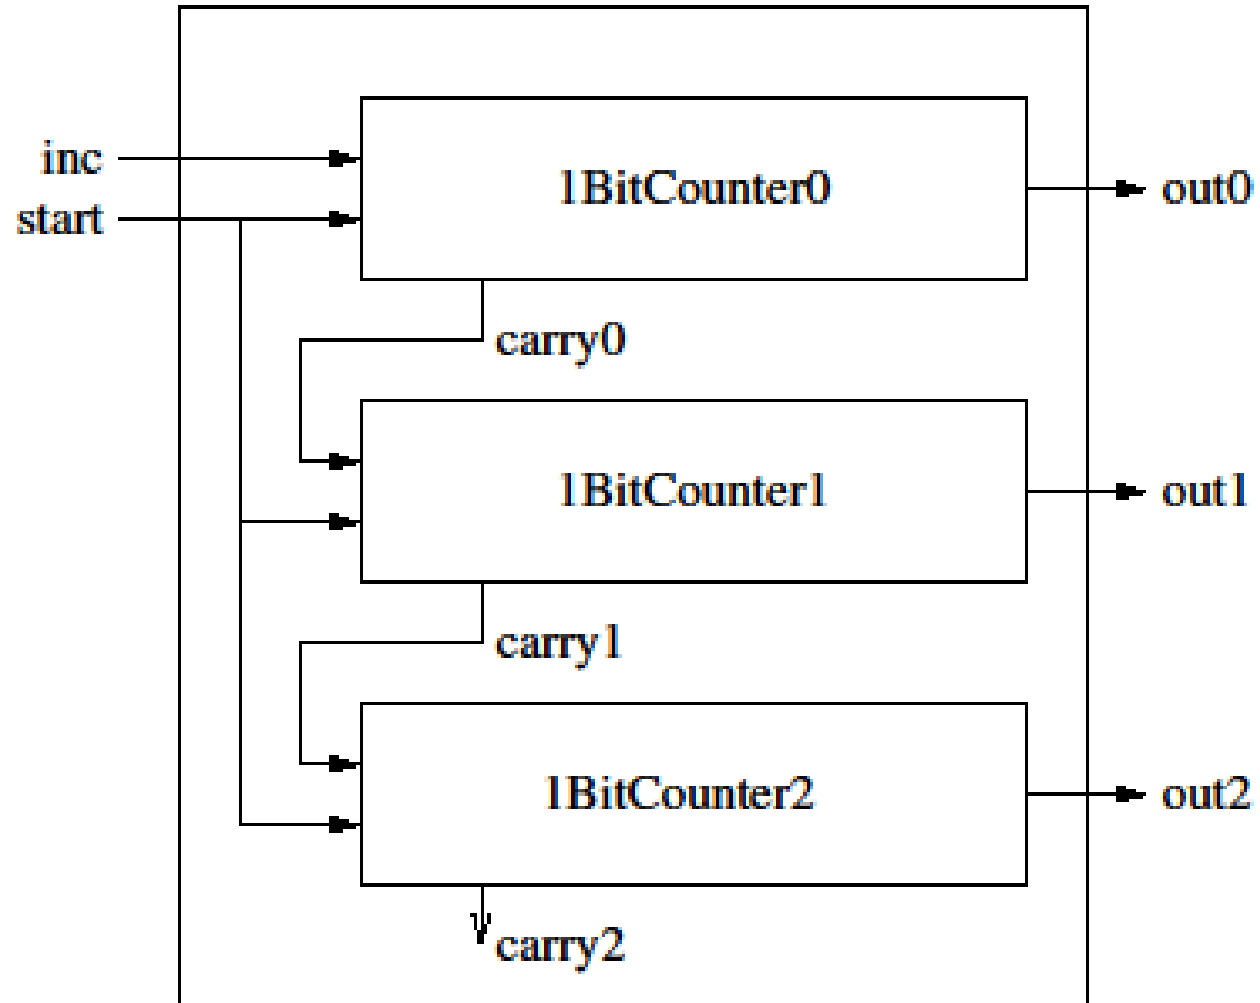 inc
start
1BitCounter0
out0
carry0
1BitCounter1
out1
carry1
1BitCounter2
out2
carry2